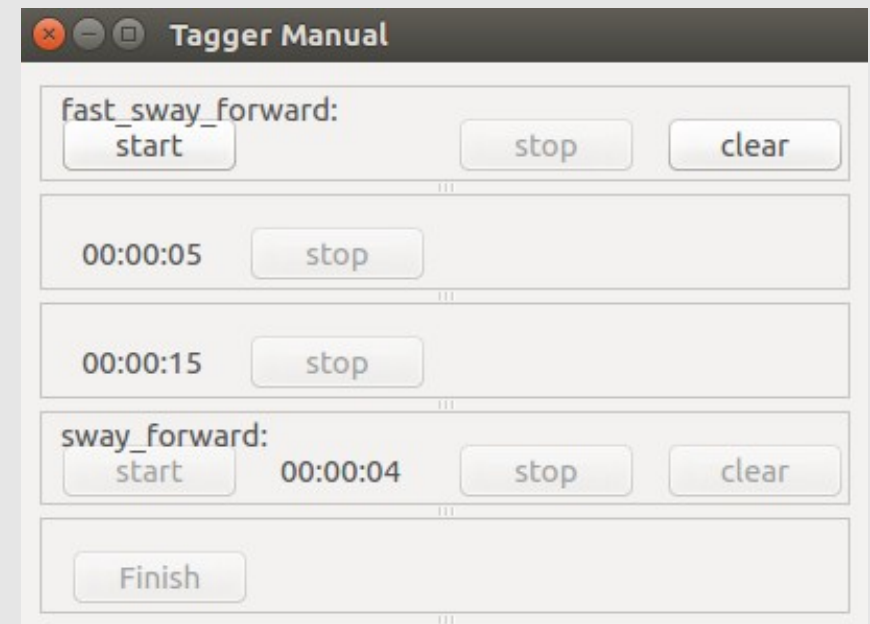 Tagger Manual
fast_sway_forward:
start stop clear
00:00:05 stop
00:00:15 stop
sway_forward:
start 00:00:04 stop clear
Finish